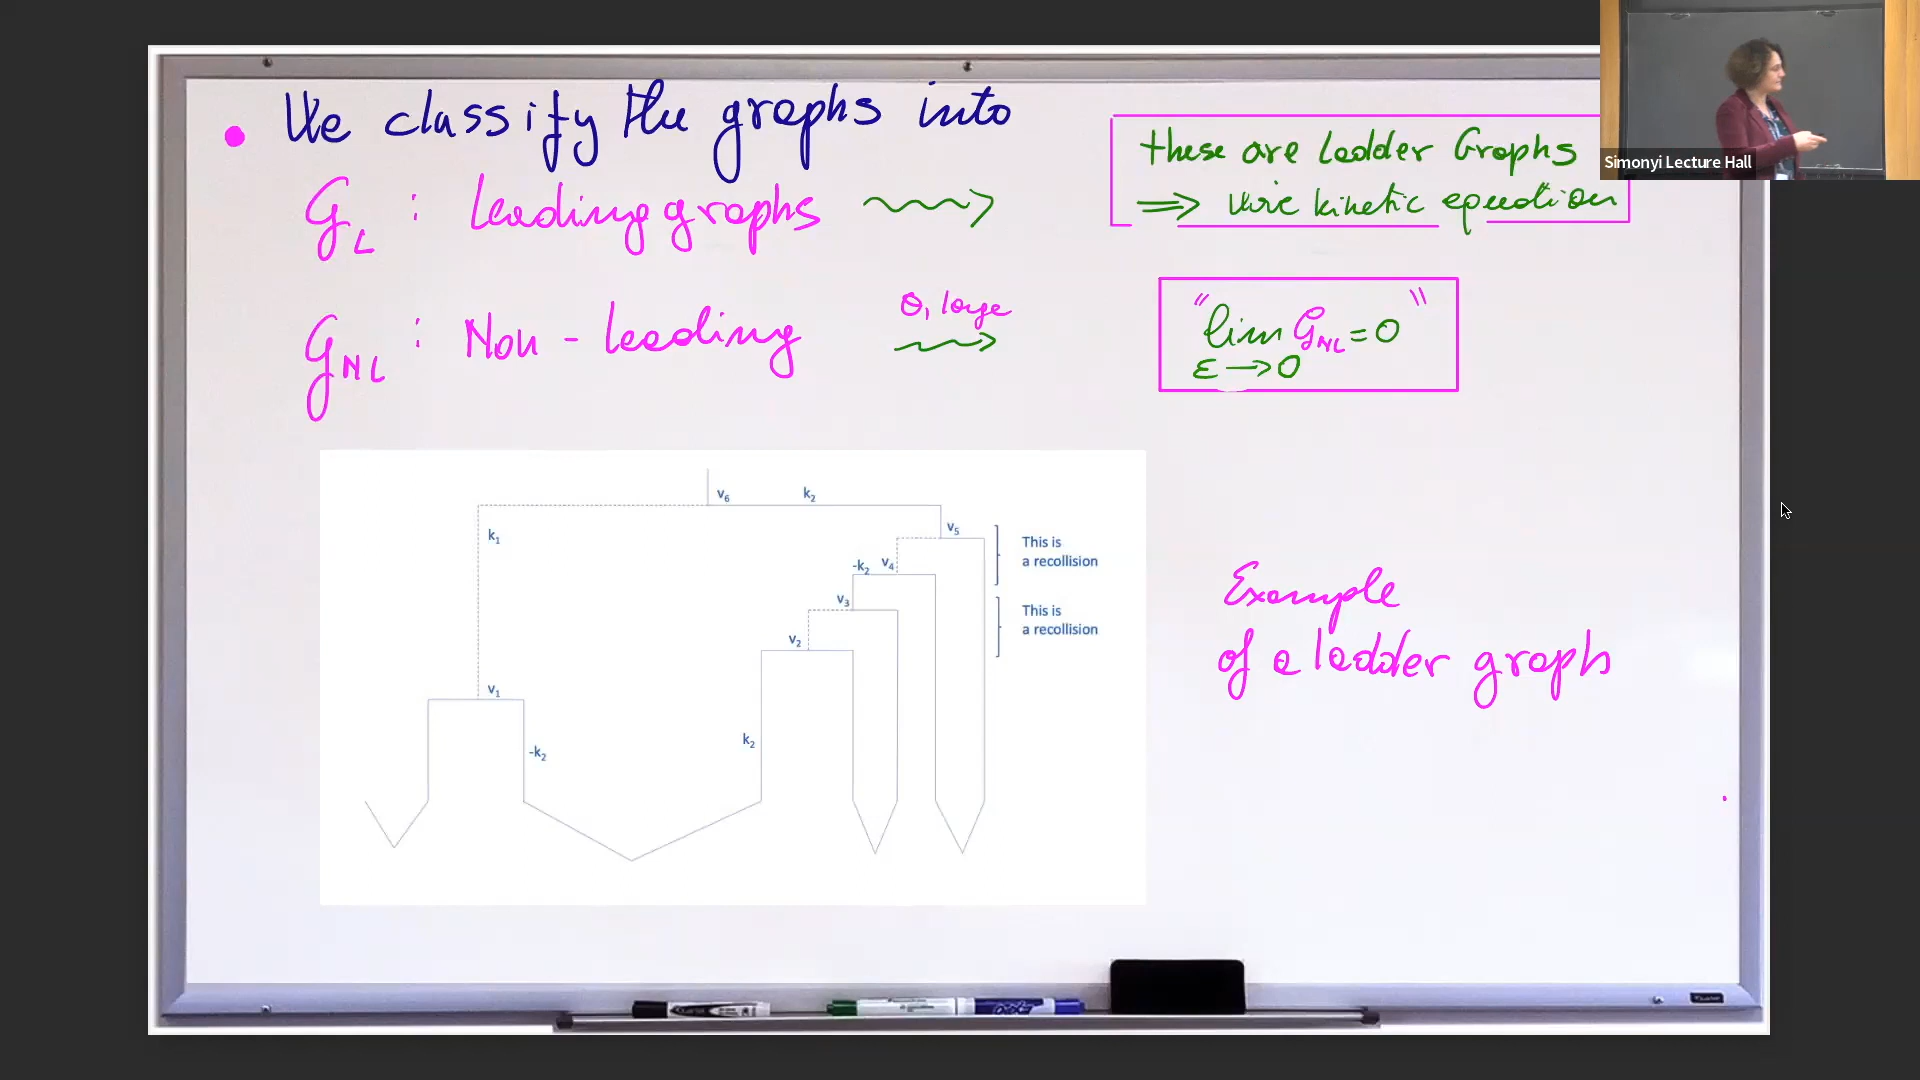 We classify the graphs into
G_L : leading graphs
these are ladder Graphs
⇒ wke kinetic equation
G_NL : Non-leading
θ, large
"lim G_NL = 0"
ε→0
v6 k2
k1
v5
This is
a recollision
-k2 v4
v3
This is
a recollision
v2
v1
k2
-k2
Example
of a ladder graph
Simonyi Lecture Hall